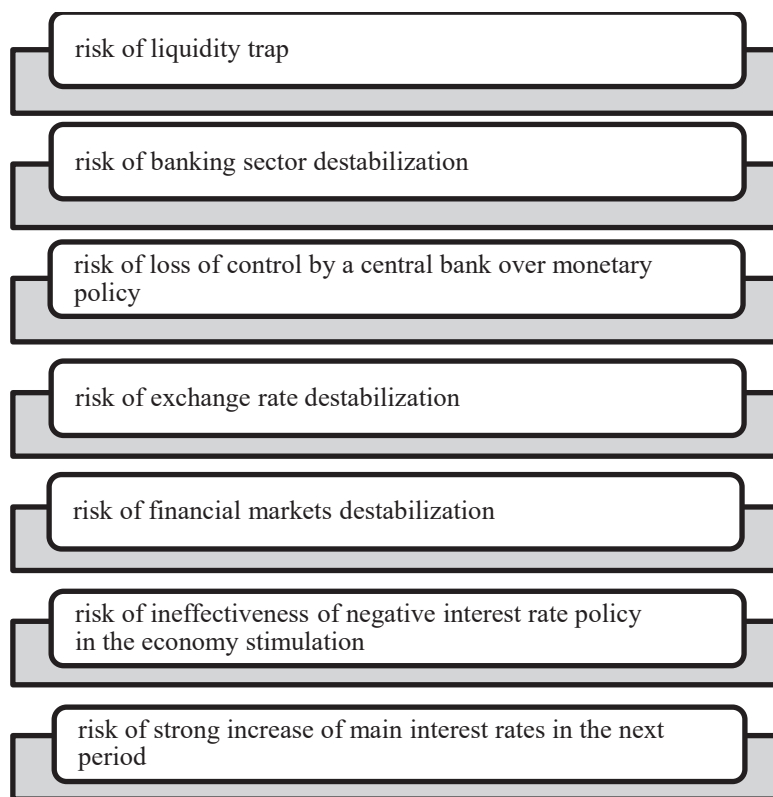 risk of liquidity trap
risk of banking sector destabilization
risk of loss of control by a central bank over monetary
policy
risk of exchange rate destabilization
risk of financial markets destabilization
risk of ineffectiveness of negative interest rate policy
in the economy stimulation
risk of strong increase of main interest rates in the next
period